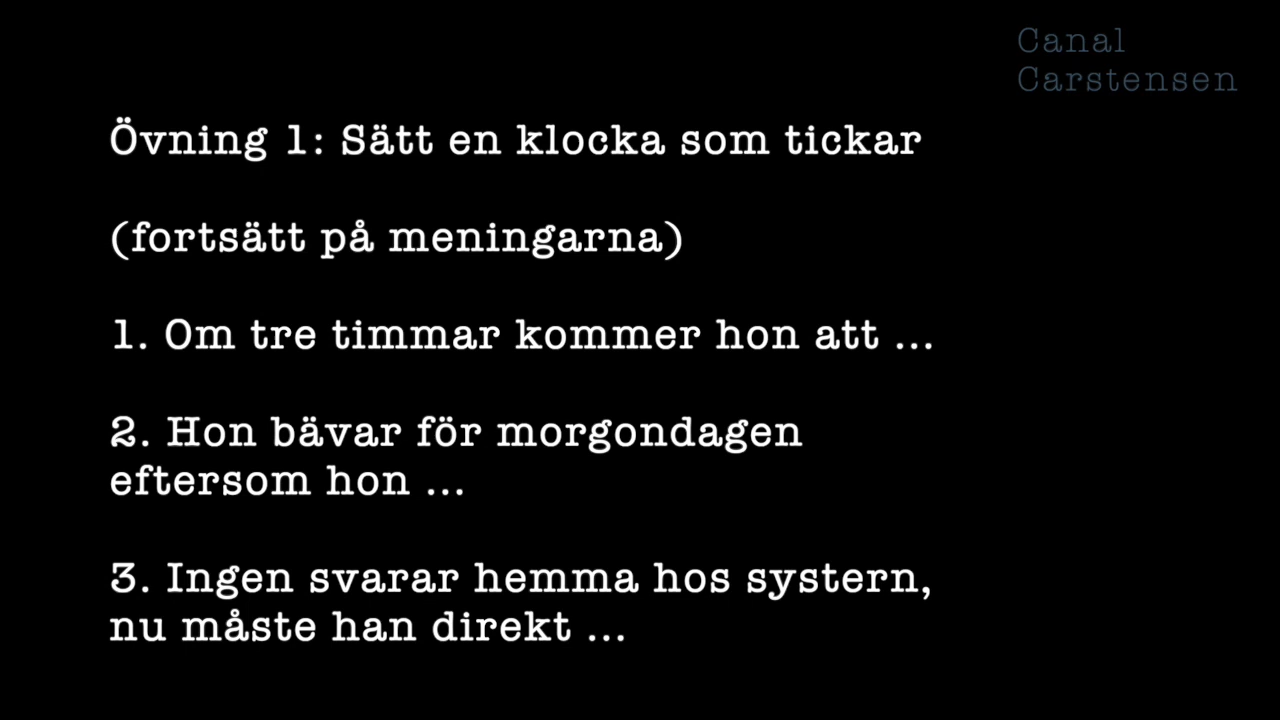 Canal
Carstensen
Övning 1: Sätt en klocka som tickar
(fortsätt på meningarna)
1. Om tre timmar kommer hon att ...
2. Hon bävar för morgondagen
eftersom hon ...
3. Ingen svarar hemma hos systern,
nu måste han direkt ...